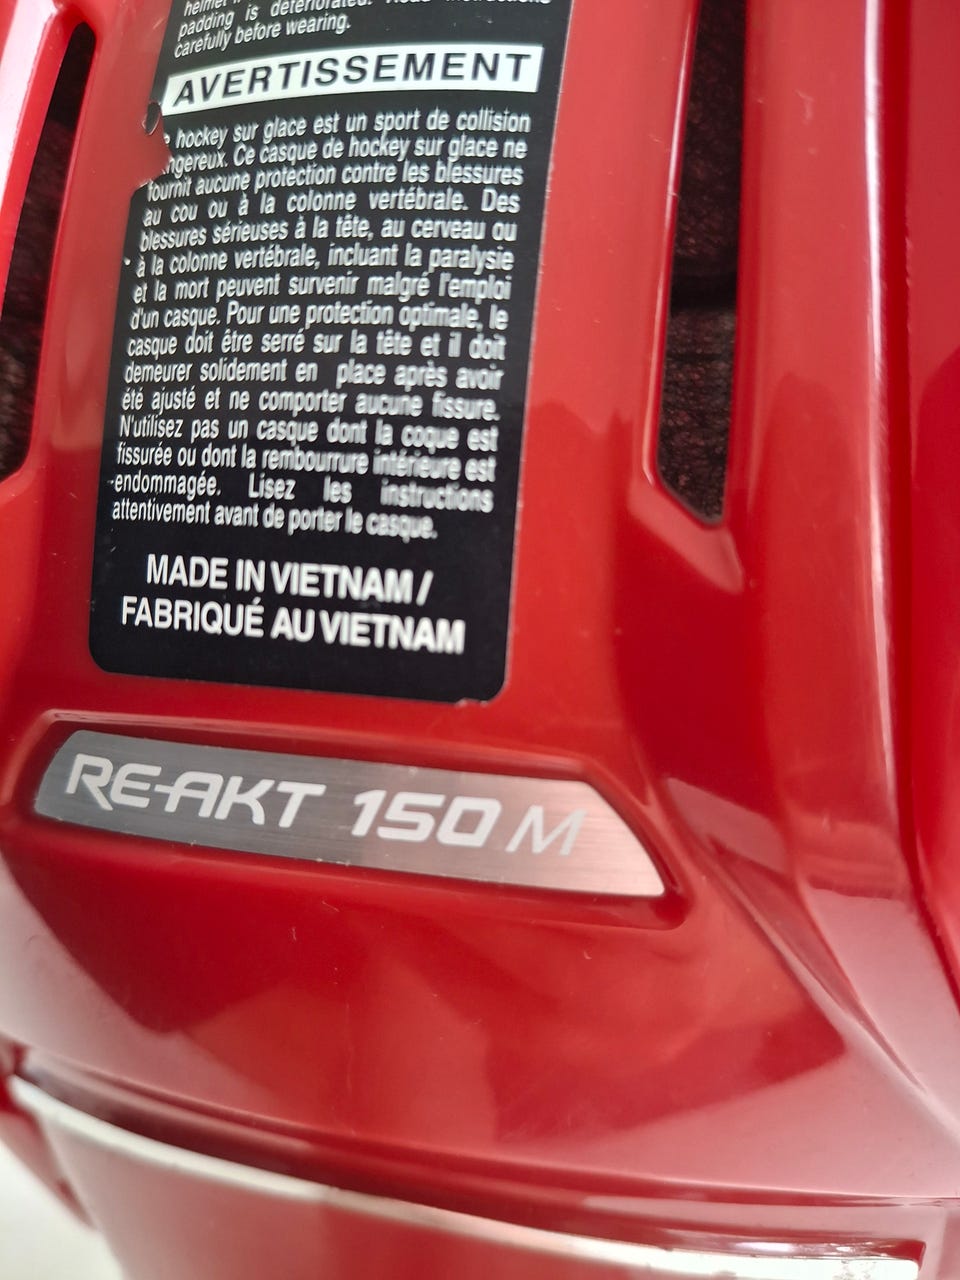 padding is deteriorated. Read instructions
carefully before wearing.
AVERTISSEMENT
hockey sur glace est un sport de collision
ngereux. Ce casque de hockey sur glace ne
fournit aucune protection contre les blessures
au cou ou à la colonne vertébrale. Des
blessures sérieuses à la tête, au cerveau ou
à la colonne vertébrale, incluant la paralysie
et la mort peuvent survenir malgré l'emploi
d'un casque. Pour une protection optimale, le
casque doit être serré sur la tête et il doit
demeurer solidement en place après avoir
été ajusté et ne comporter aucune fissure.
N'utilisez pas un casque dont la coque est
fissurée ou dont la rembourrure intérieure est
endommagée. Lisez les instructions
attentivement avant de porter le casque.
MADE IN VIETNAM /
FABRIQUÉ AU VIETNAM
RE-AKT 150 M